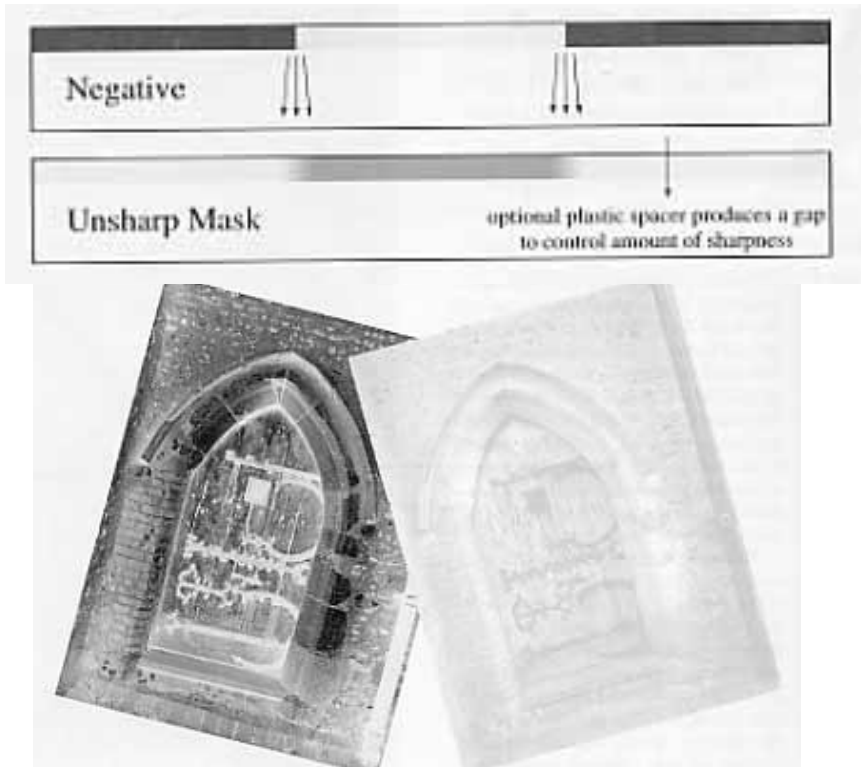 Negative
Unsharp Mask
optional plastic spacer produces a gap
to control amount of sharpness